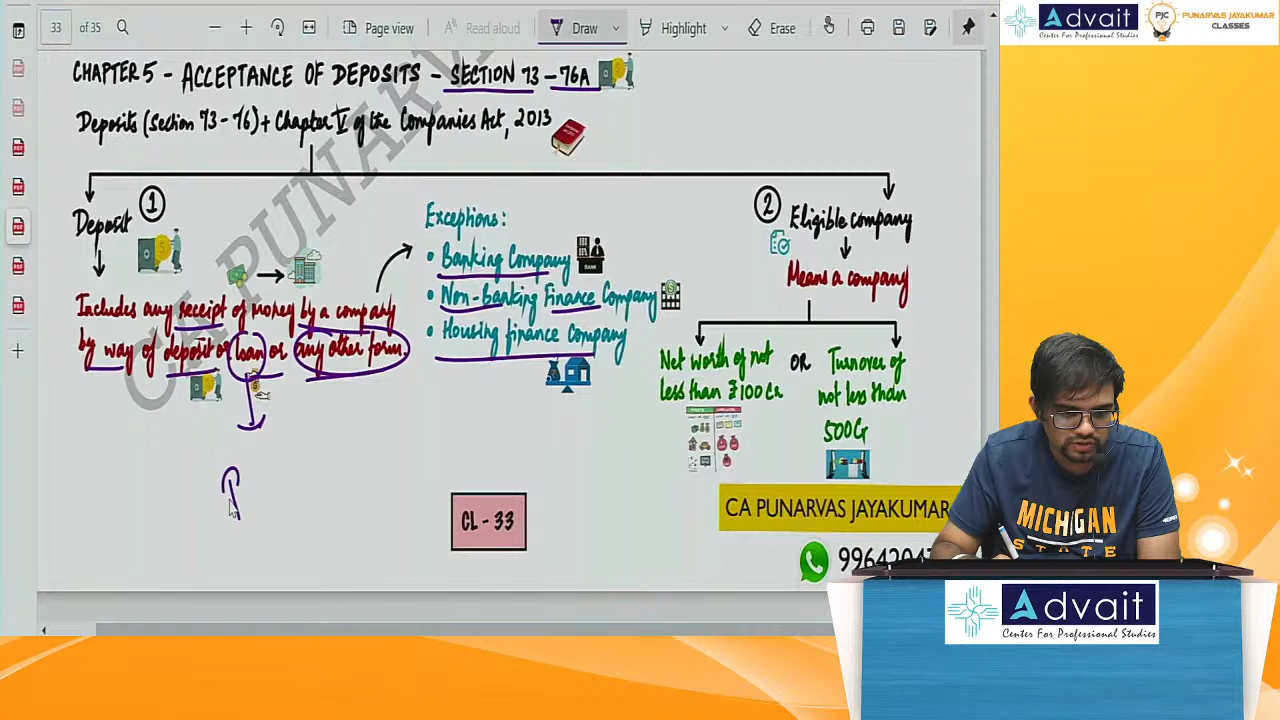 33 of 35 Page view Read aloud Draw Highlight Erase
Advait
Center For Professional Studies
PJC
PUNARVAS JAYAKUMAR
CLASSES
CHAPTER 5 - ACCEPTANCE OF DEPOSITS - SECTION 73 - 76A
Deposits (Section 73 - 76) + Chapter V of the Companies Act, 2013
CA PUNARV
1
Deposit
Includes any receipt of money by a company
by way of deposit or loan or any other form.
Exceptions:
• Banking Company
BANK
• Non-Banking Finance Company
• Housing finance Company
2
Eligible company
Means a company
Net worth of not
less than ₹100Cr
OR
Turnover of
not less than
500Cr
CL - 33
CA PUNARVAS JAYAKUMAR
MICHIGAN
STATE
Advait
Center For Professional Studies